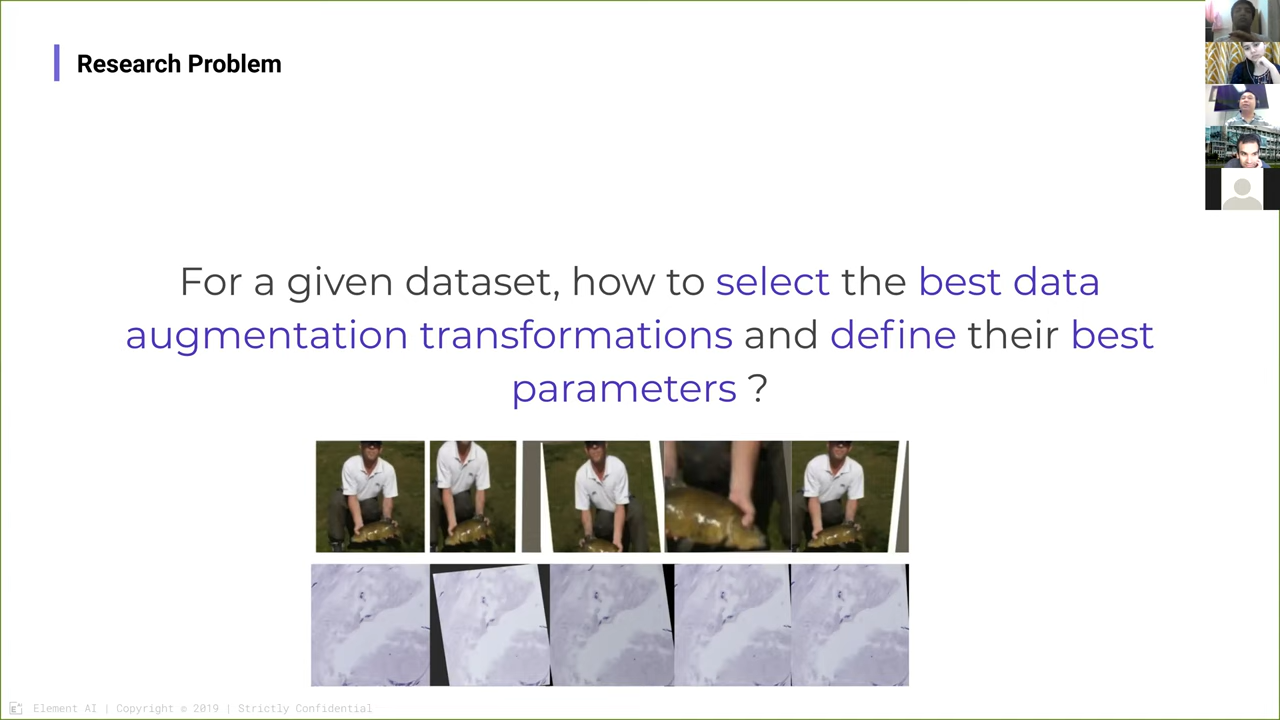 Research Problem
For a given dataset, how to select the best data
augmentation transformations and define their best
parameters ?
Element AI | Copyright © 2019 | Strictly Confidential